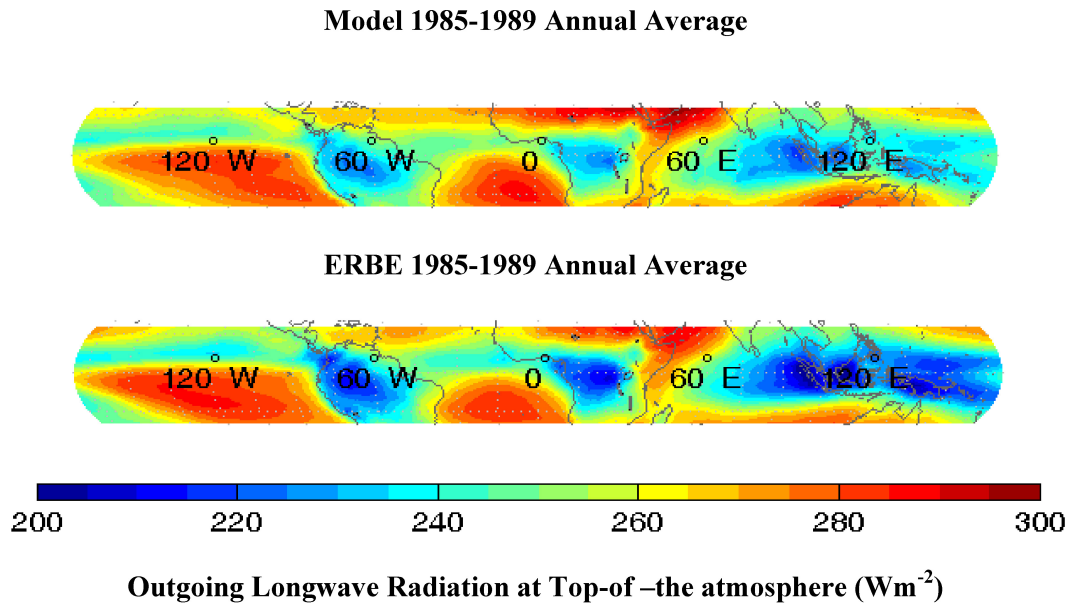 Model 1985-1989 Annual Average
120 W 60 W 0 60 E 120 E
ERBE 1985-1989 Annual Average
120 W 60 W 0 60 E 120 E
200 220 240 260 280 300
Outgoing Longwave Radiation at Top-of –the atmosphere (Wm-2)